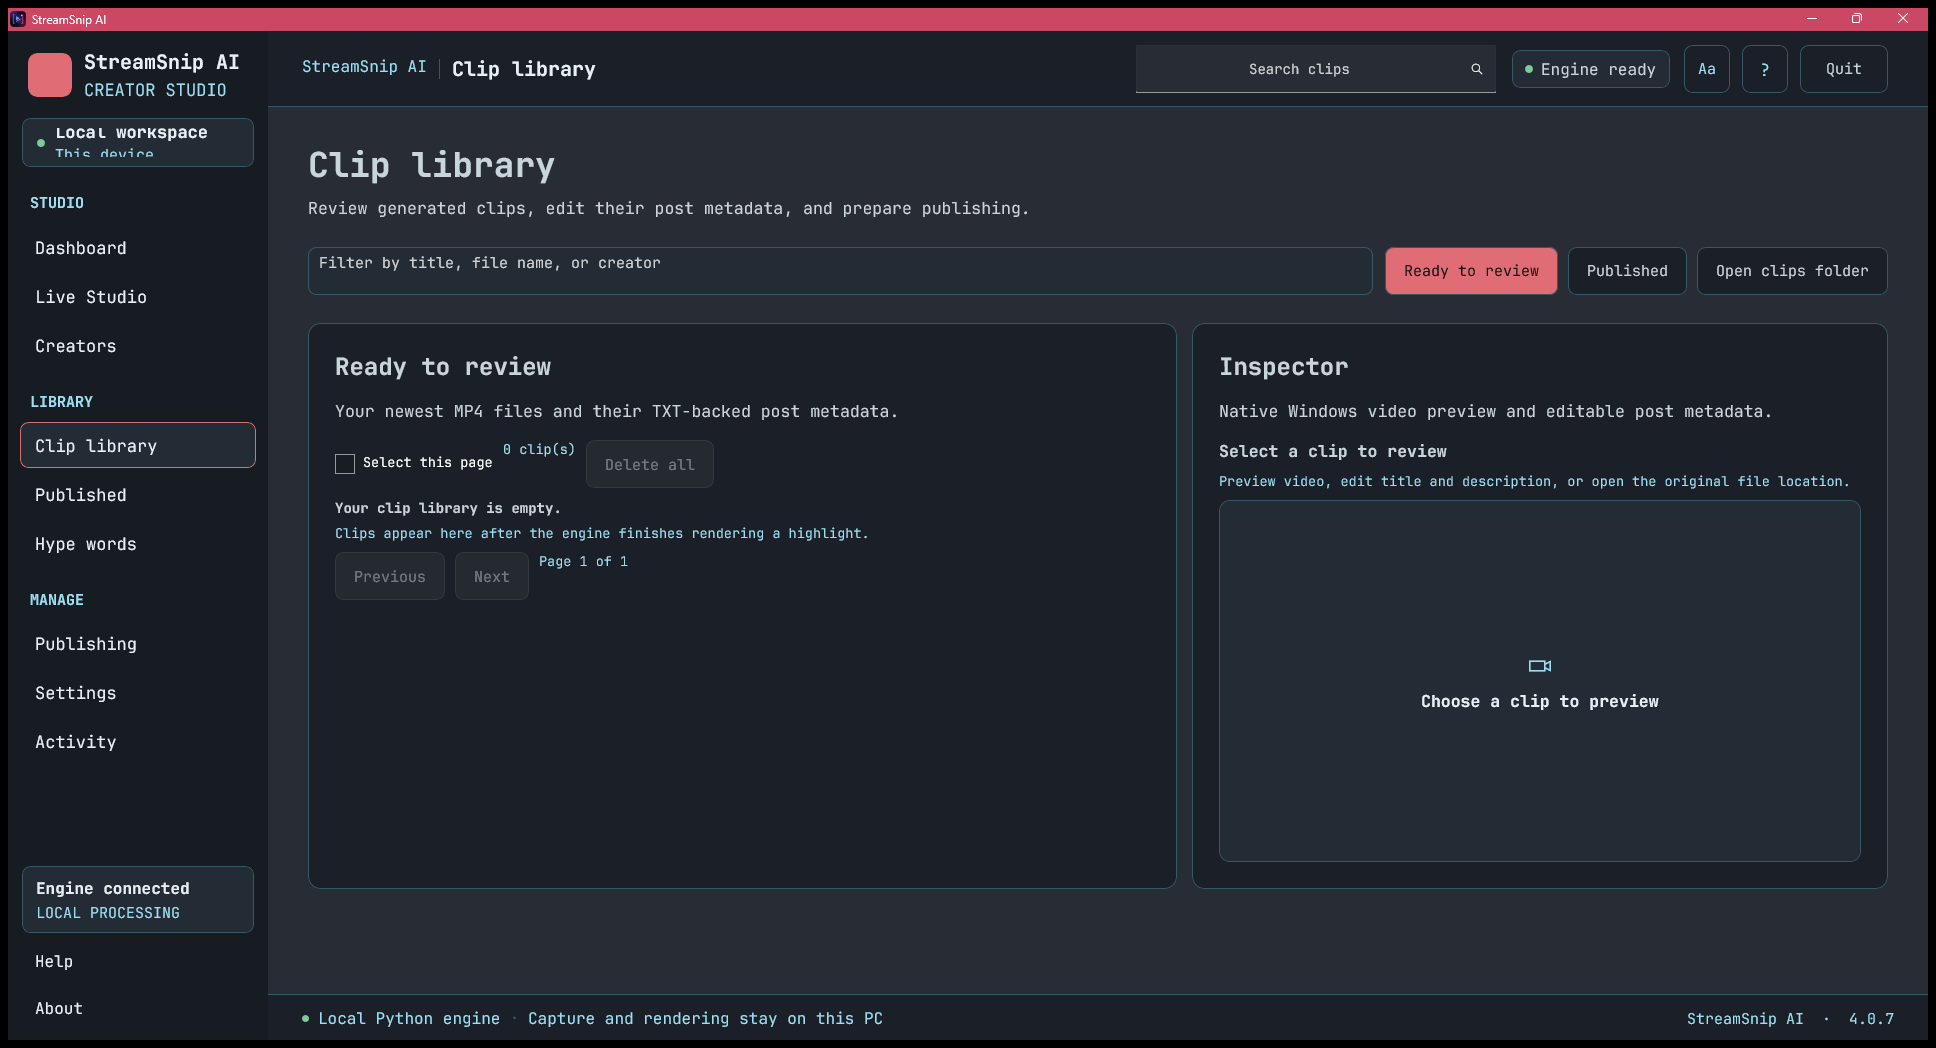 StreamSnip AI
StreamSnip AI
CREATOR STUDIO
Local workspace
This device
STUDIO
Dashboard
Live Studio
Creators
LIBRARY
Clip library
Published
Hype words
MANAGE
Publishing
Settings
Activity
Engine connected
LOCAL PROCESSING
Help
About
StreamSnip AI | Clip library
Search clips
Engine ready
Aa
?
Quit
Clip library
Review generated clips, edit their post metadata, and prepare publishing.
Filter by title, file name, or creator
Ready to review
Published
Open clips folder
Ready to review
Your newest MP4 files and their TXT-backed post metadata.
Select this page
0 clip(s)
Delete all
Your clip library is empty.
Clips appear here after the engine finishes rendering a highlight.
Previous
Next
Page 1 of 1
Inspector
Native Windows video preview and editable post metadata.
Select a clip to review
Preview video, edit title and description, or open the original file location.
Choose a clip to preview
Local Python engine · Capture and rendering stay on this PC
StreamSnip AI · 4.0.7